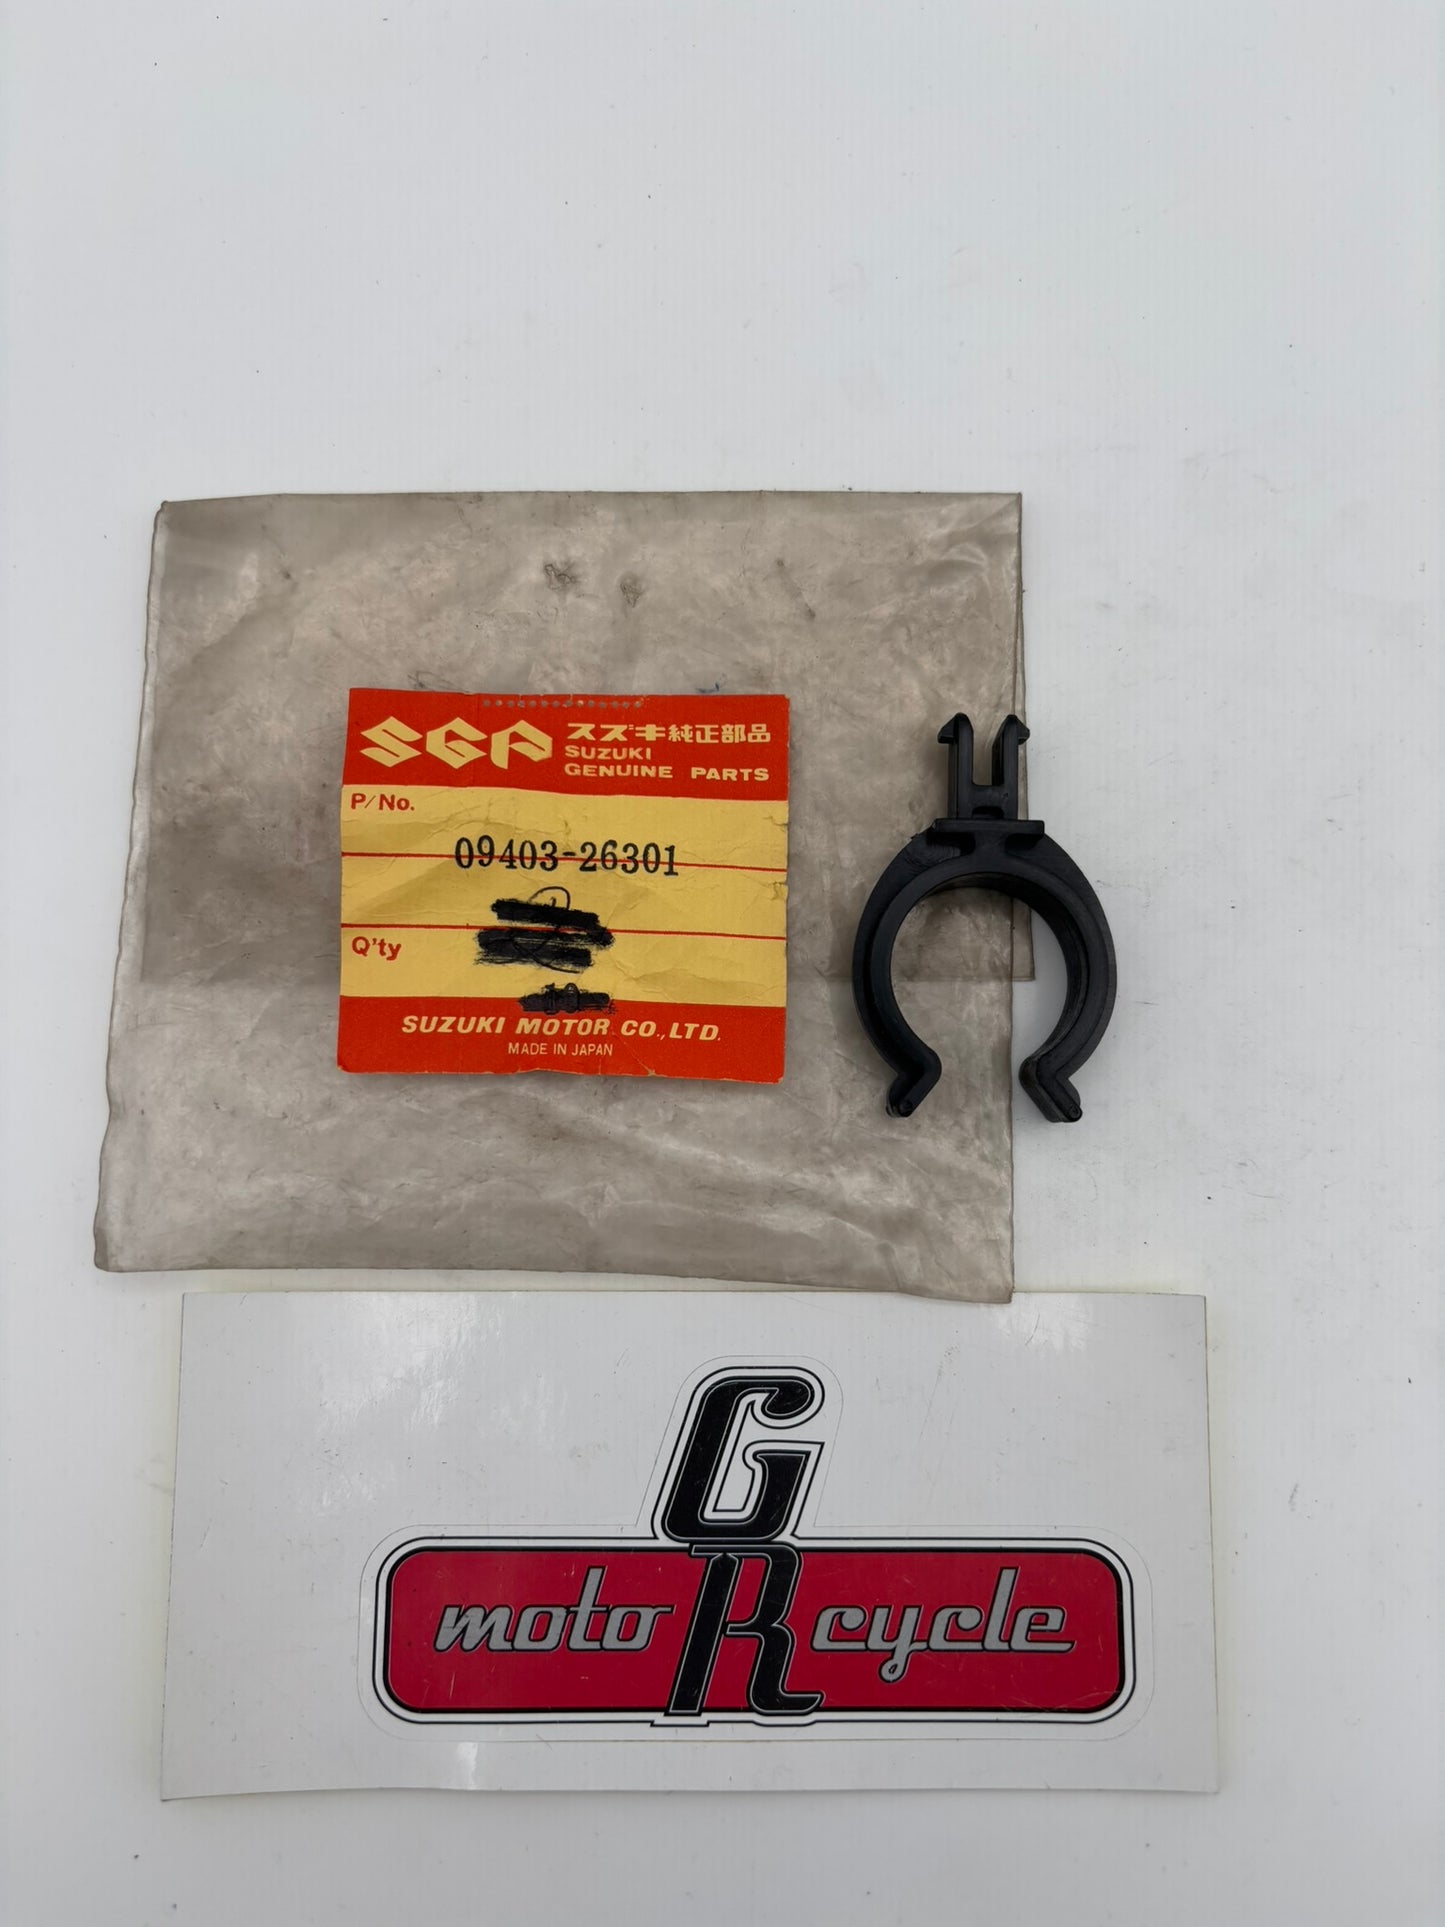 SGP スズキ純正部品
SUZUKI
GENUINE PARTS
P/No.
09403-26301
Q'ty
SUZUKI MOTOR CO.,LTD.
MADE IN JAPAN
G
moto R cycle